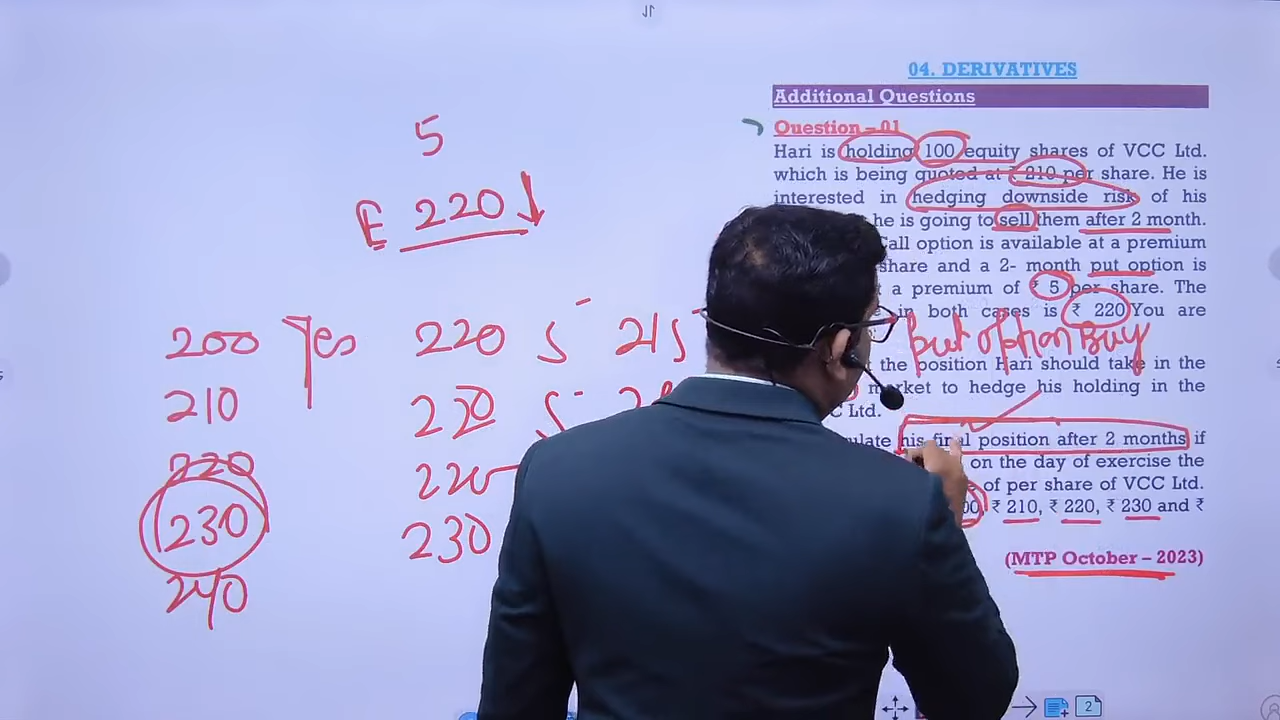 04. DERIVATIVES
Additional Questions
Question – 01
Hari is holding 100 equity shares of VCC Ltd.
which is being quoted at ₹ 210 per share. He is
interested in hedging downside risk of his
he is going to sell them after 2 month.
Call option is available at a premium
share and a 2- month put option is
a premium of ₹ 5 per share. The
in both cases is ₹ 220 You are
put option Buy
the position Hari should take in the
market to hedge his holding in the
Ltd.
his final position after 2 months if
on the day of exercise the
of per share of VCC Ltd.
₹ 210, ₹ 220, ₹ 230 and ₹
(MTP October – 2023)
5
E 220 ↓
200 Yes 220 5 215
210 220 5
220 220
230 230
240
2